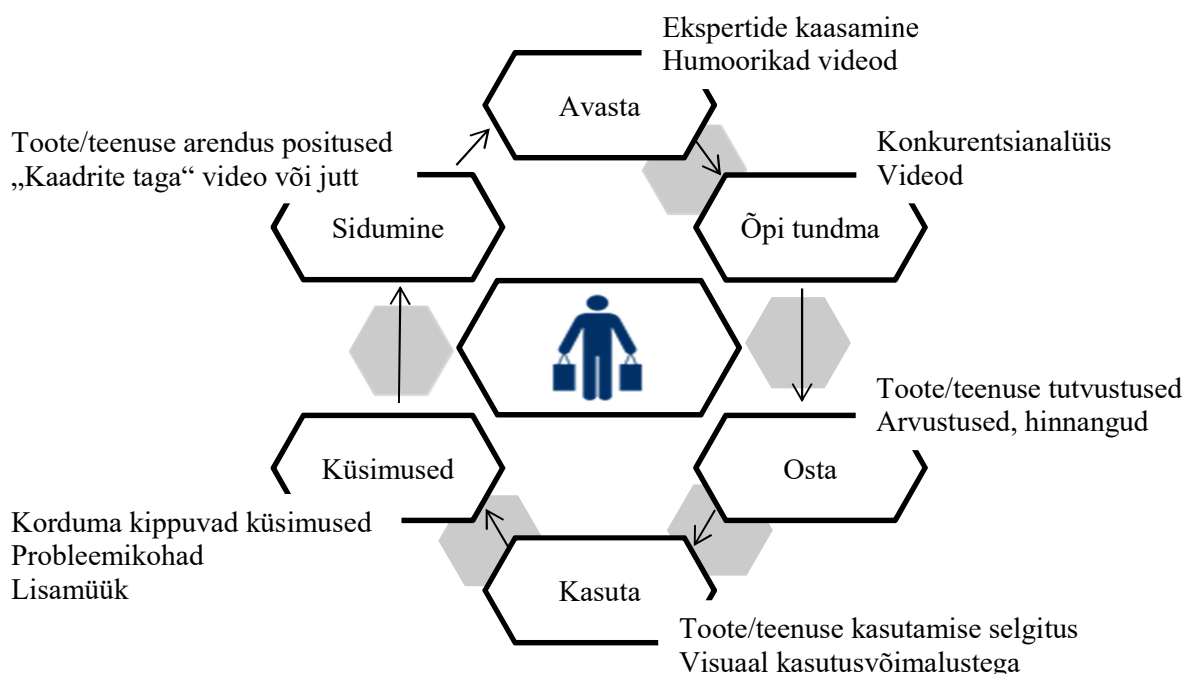 Ekspertide kaasamine
Humoorikad videod
Avasta
Konkurentsianalüüs
Videod
Õpi tundma
Toote/teenuse tutvustused
Arvustused, hinnangud
Osta
Kasuta
Toote/teenuse kasutamise selgitus
Visuaal kasutusvõimalustega
Küsimused
Korduma kippuvad küsimused
Probleemikohad
Lisamüük
Toote/teenuse arendus positused
„Kaadrite taga“ video või jutt
Sidumine